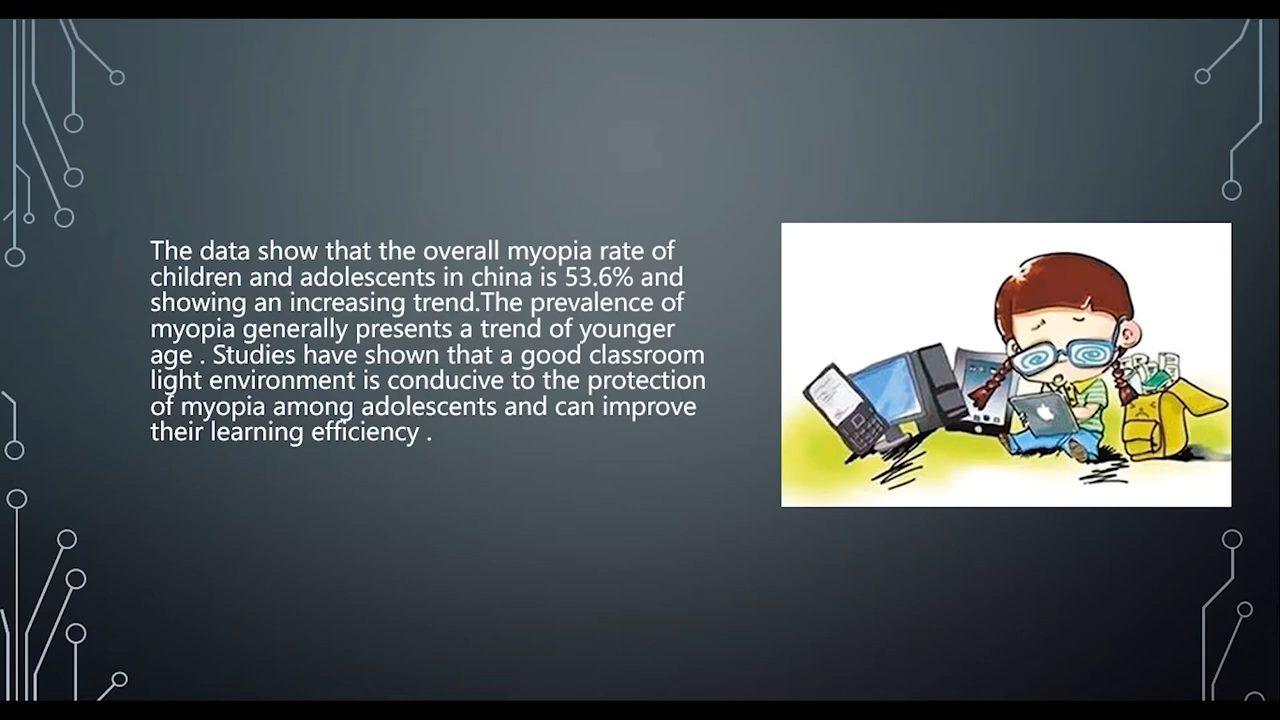 The data show that the overall myopia rate of
children and adolescents in china is 53.6% and
showing an increasing trend.The prevalence of
myopia generally presents a trend of younger
age . Studies have shown that a good classroom
light environment is conducive to the protection
of myopia among adolescents and can improve
their learning efficiency .